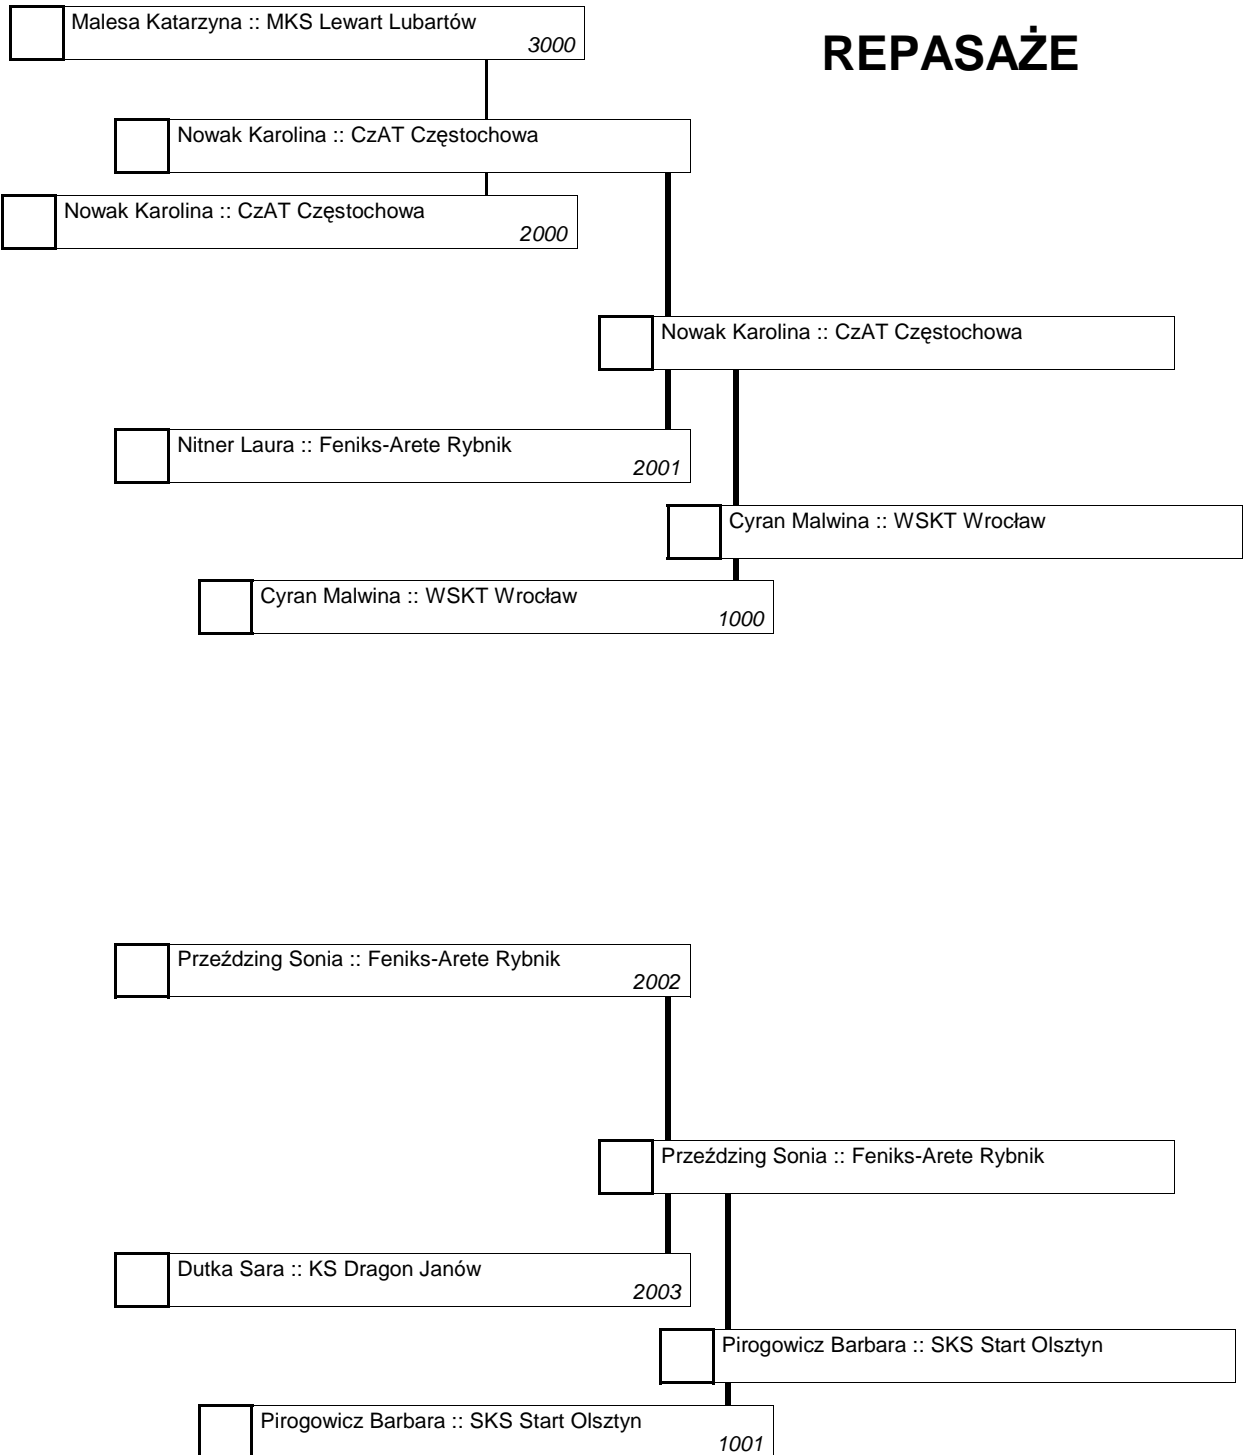 Malesa Katarzyna :: MKS Lewart Lubartów
3000
REPASAŻE
Nowak Karolina :: CzAT Częstochowa
Nowak Karolina :: CzAT Częstochowa
2000
Nowak Karolina :: CzAT Częstochowa
Nitner Laura :: Feniks-Arete Rybnik
2001
Cyran Malwina :: WSKT Wrocław
Cyran Malwina :: WSKT Wrocław
1000
Przeździng Sonia :: Feniks-Arete Rybnik
2002
Przeździng Sonia :: Feniks-Arete Rybnik
Dutka Sara :: KS Dragon Janów
2003
Pirogowicz Barbara :: SKS Start Olsztyn
Pirogowicz Barbara :: SKS Start Olsztyn
1001